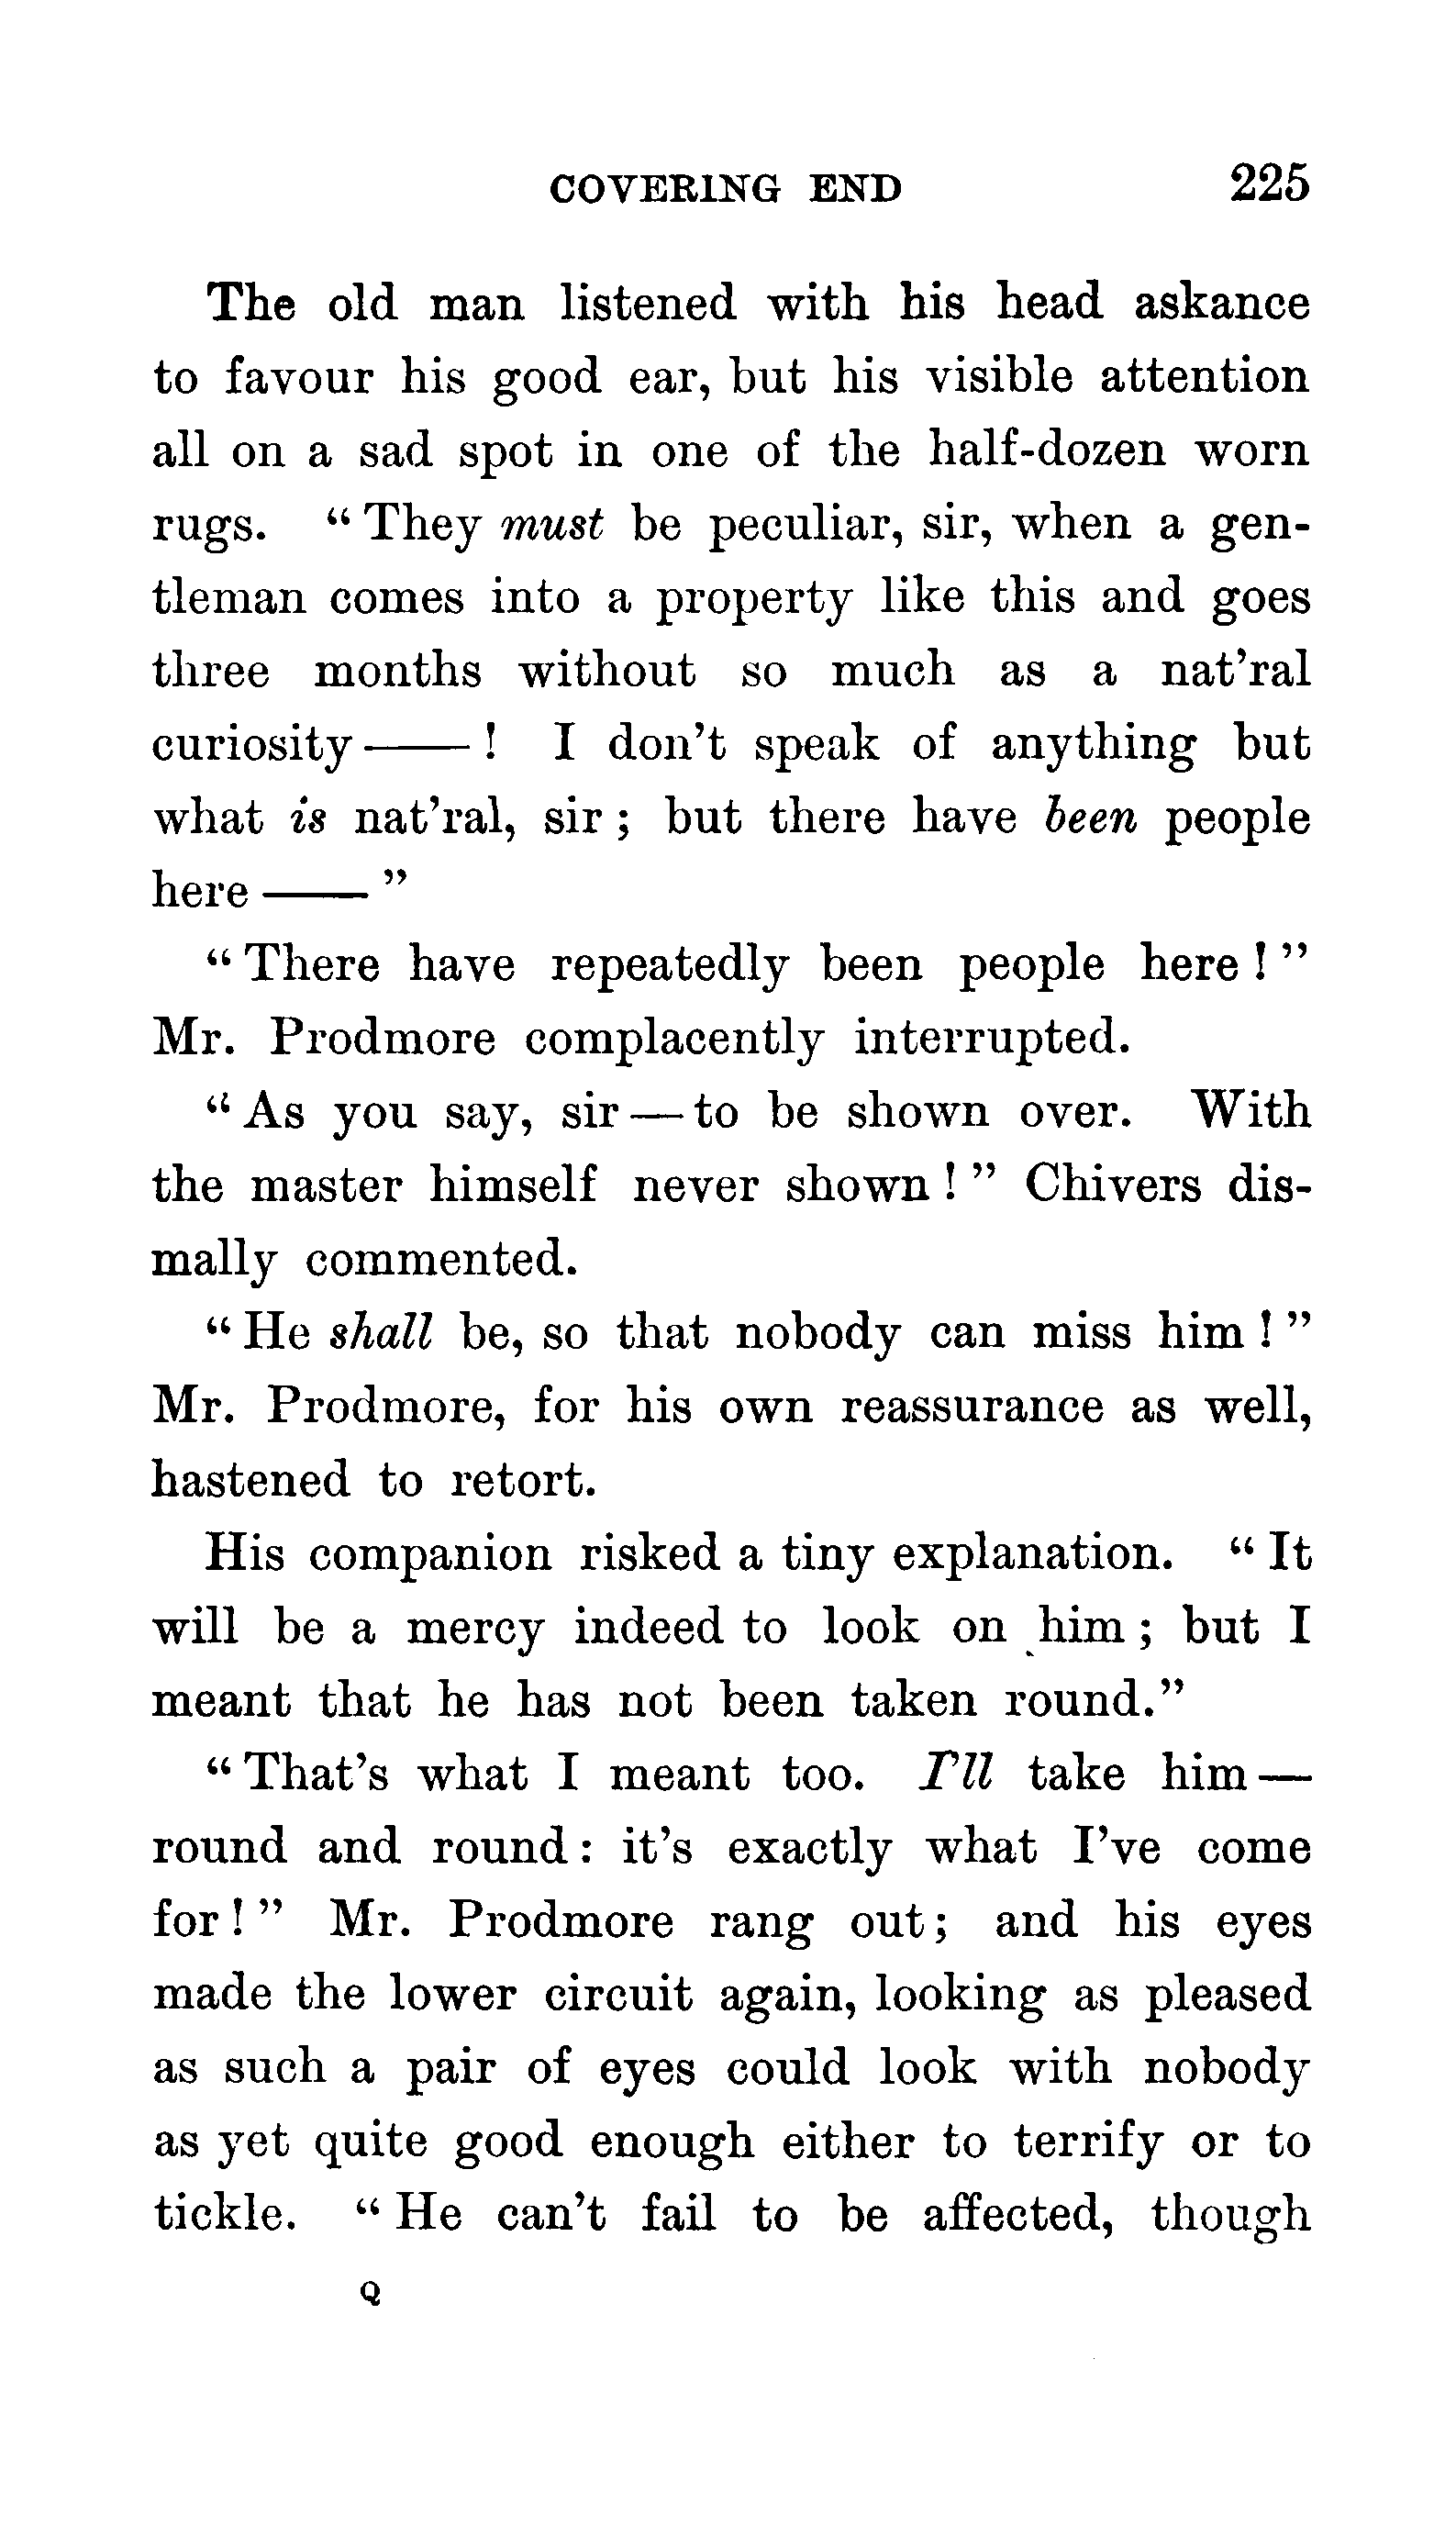 COVERING END 225
The old man listened with his head askance
to favour his good ear, but his visible attention
all on a sad spot in one of the half-dozen worn
rugs. “ They must be peculiar, sir, when a gen-
tleman comes into a property like this and goes
three months without so much as a nat’ral
curiosity —— ! I don’t speak of anything but
what is nat’ral, sir ; but there have been people
here —— ”
“ There have repeatedly been people here ! ”
Mr. Prodmore complacently interrupted.
“ As you say, sir — to be shown over. With
the master himself never shown ! ” Chivers dis-
mally commented.
“ He shall be, so that nobody can miss him ! ”
Mr. Prodmore, for his own reassurance as well,
hastened to retort.
His companion risked a tiny explanation. “ It
will be a mercy indeed to look on him ; but I
meant that he has not been taken round.”
“ That’s what I meant too. I’ll take him —
round and round : it’s exactly what I’ve come
for ! ” Mr. Prodmore rang out ; and his eyes
made the lower circuit again, looking as pleased
as such a pair of eyes could look with nobody
as yet quite good enough either to terrify or to
tickle. “ He can’t fail to be affected, though
Q